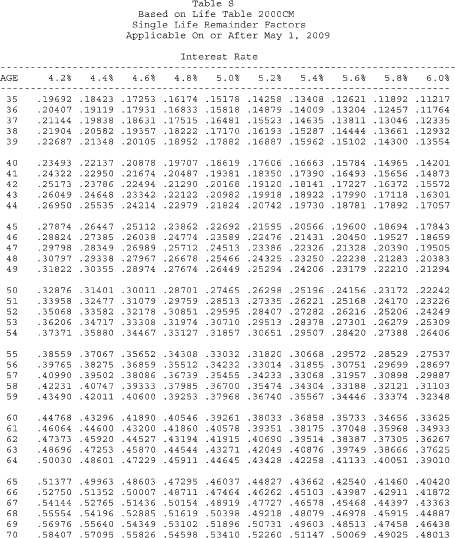 Table S
Based on Life Table 2000CM
Single Life Remainder Factors
Applicable On or After May 1, 2009
Interest Rate
AGE 4.2% 4.4% 4.6% 4.8% 5.0% 5.2% 5.4% 5.6% 5.8% 6.0%
35 .19692 .18423 .17253 .16174 .15178 .14258 .13408 .12621 .11892 .11217
36 .20407 .19119 .17931 .16833 .15818 .14879 .14009 .13204 .12457 .11764
37 .21144 .19838 .18631 .17515 .16481 .15523 .14635 .13811 .13046 .12335
38 .21904 .20582 .19357 .18222 .17170 .16193 .15287 .14444 .13661 .12932
39 .22687 .21348 .20105 .18952 .17882 .16887 .15962 .15102 .14300 .13554
40 .23493 .22137 .20878 .19707 .18619 .17606 .16663 .15784 .14965 .14201
41 .24322 .22950 .21674 .20487 .19381 .18350 .17390 .16493 .15656 .14873
42 .25173 .23786 .22494 .21290 .20168 .19120 .18141 .17227 .16372 .15572
43 .26049 .24648 .23342 .22122 .20982 .19918 .18922 .17990 .17118 .16301
44 .26950 .25535 .24214 .22979 .21824 .20742 .19730 .18781 .17892 .17057
45 .27874 .26447 .25112 .23862 .22692 .21595 .20566 .19600 .18694 .17843
46 .28824 .27385 .26038 .24774 .23589 .22476 .21431 .20450 .19527 .18659
47 .29798 .28349 .26989 .25712 .24513 .23386 .22326 .21328 .20390 .19505
48 .30797 .29338 .27967 .26678 .25466 .24325 .23250 .22238 .21283 .20383
49 .31822 .30355 .28974 .27674 .26449 .25294 .24206 .23179 .22210 .21294
50 .32876 .31401 .30011 .28701 .27465 .26298 .25196 .24156 .23172 .22242
51 .33958 .32477 .31079 .29759 .28513 .27335 .26221 .25168 .24170 .23226
52 .35068 .33582 .32178 .30851 .29595 .28407 .27282 .26216 .25206 .24249
53 .36206 .34717 .33308 .31974 .30710 .29513 .28378 .27301 .26279 .25309
54 .37371 .35880 .34467 .33127 .31857 .30651 .29507 .28420 .27388 .26406
55 .38559 .37067 .35652 .34308 .33032 .31820 .30668 .29572 .28529 .27537
56 .39765 .38275 .36859 .35512 .34232 .33014 .31855 .30751 .29699 .28697
57 .40990 .39502 .38086 .36739 .35455 .34233 .33068 .31957 .30898 .29887
58 .42231 .40747 .39333 .37985 .36700 .35474 .34304 .33188 .32121 .31103
59 .43490 .42011 .40600 .39253 .37968 .36740 .35567 .34446 .33374 .32348
60 .44768 .43296 .41890 .40546 .39261 .38033 .36858 .35733 .34656 .33625
61 .46064 .44600 .43200 .41860 .40578 .39351 .38175 .37048 .35968 .34933
62 .47373 .45920 .44527 .43194 .41915 .40690 .39514 .38387 .37305 .36267
63 .48696 .47253 .45870 .44544 .43271 .42049 .40876 .39749 .38666 .37625
64 .50030 .48601 .47229 .45911 .44645 .43428 .42258 .41133 .40051 .39010
65 .51377 .49963 .48603 .47295 .46037 .44827 .43662 .42540 .41460 .40420
66 .52750 .51352 .50007 .48711 .47464 .46262 .45103 .43987 .42911 .41872
67 .54144 .52765 .51436 .50154 .48919 .47727 .46578 .45468 .44397 .43363
68 .55554 .54196 .52885 .51619 .50398 .49218 .48079 .46978 .45915 .44887
69 .56976 .55640 .54349 .53102 .51896 .50731 .49603 .48513 .47458 .46438
70 .58407 .57095 .55826 .54598 .53410 .52260 .51147 .50069 .49025 .48013